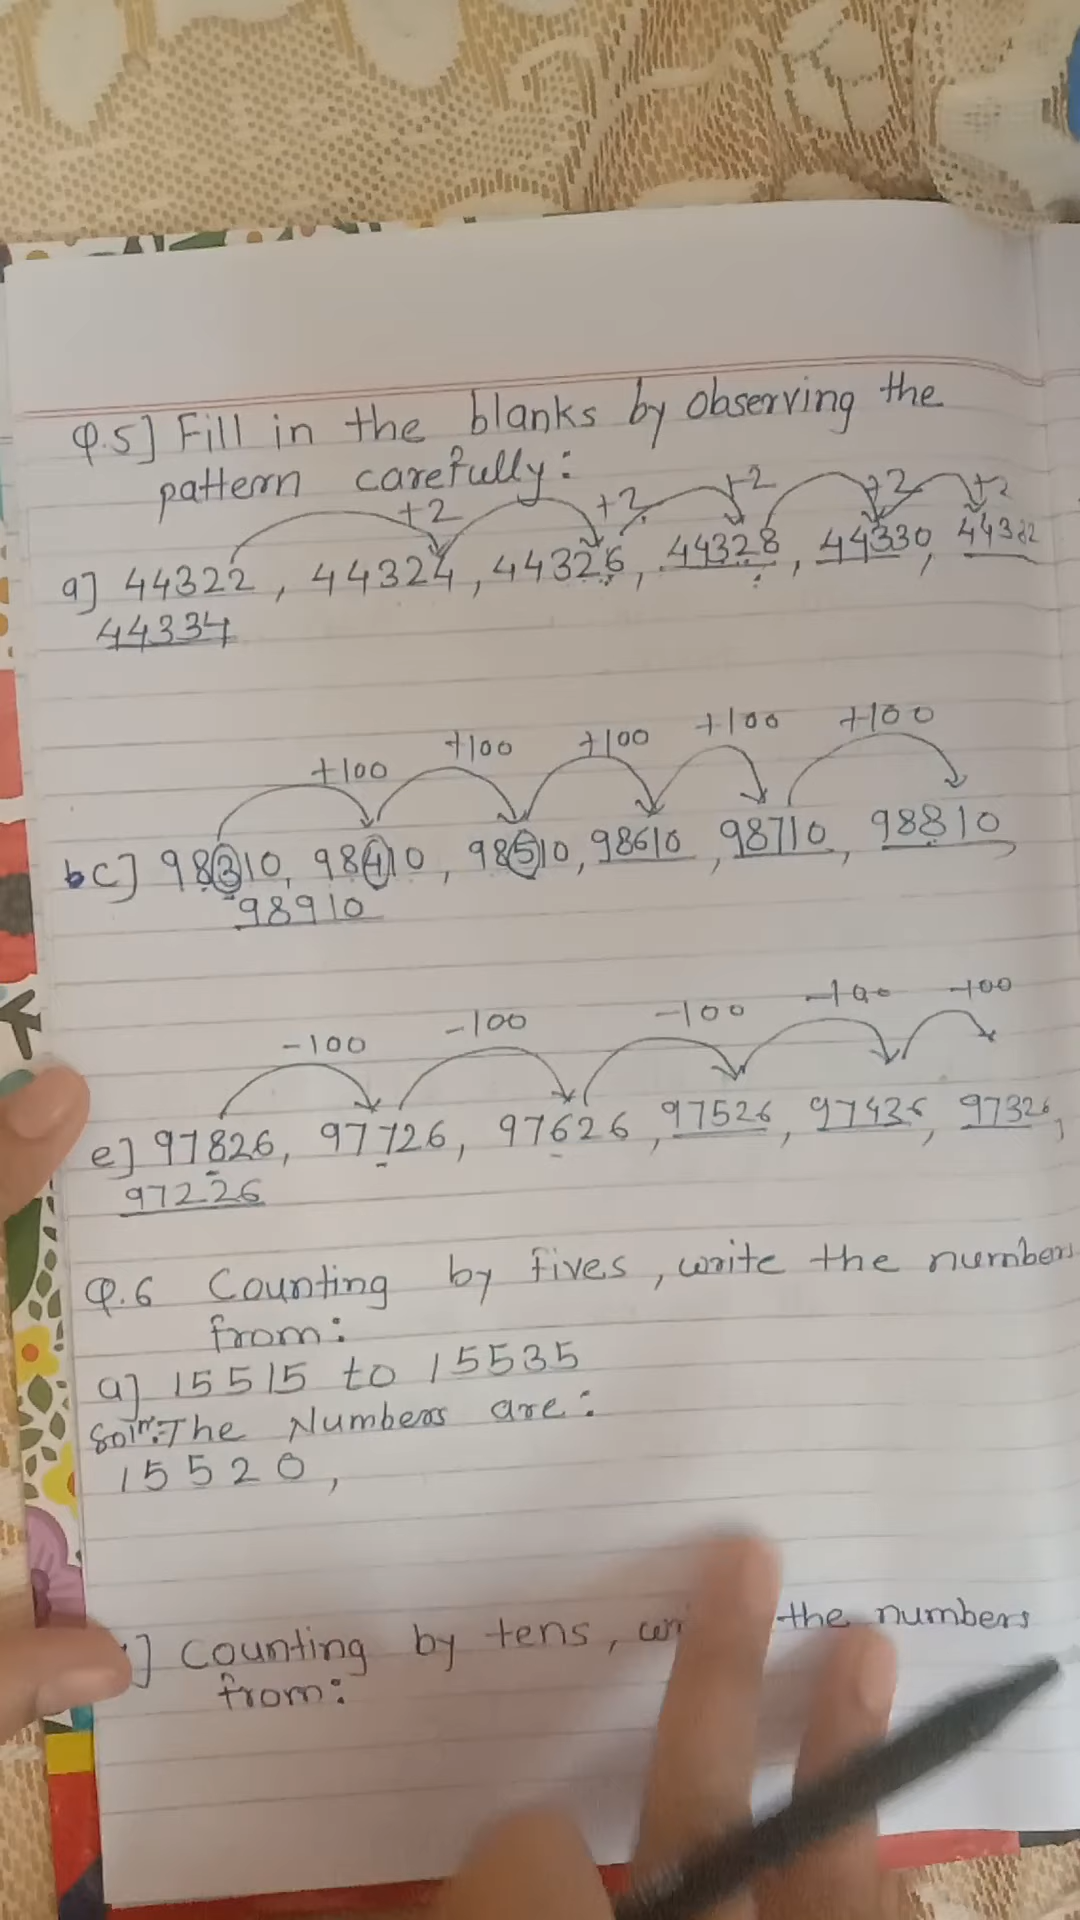 Q.5] Fill in the blanks by observing the
pattern carefully:
+2 +2 +2 +2 +2
a] 44322, 44324, 44326, 44328, 44330, 44332
44334
+100 +100 +100 +100 +100
bc] 98310, 98410, 98510, 98610, 98710, 98810,
98910
-100 -100 -100 -100 -100
e] 97826, 97726, 97626, 97526, 97426, 97326,
97226
Q.6 Counting by fives, write the numbers
from:
a] 15515 to 15535
Soln:-The Numbers are:
15520,
] Counting by tens, the numbers
from: